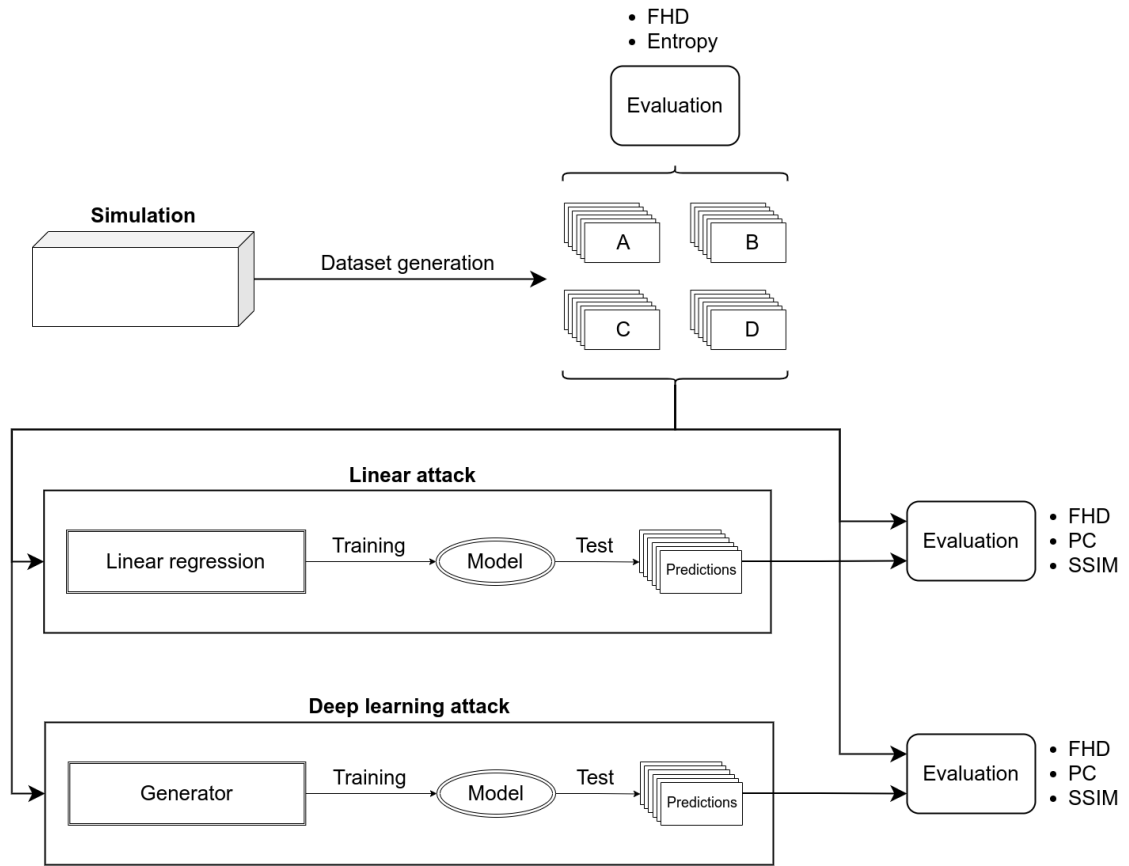 • FHD
• Entropy
Evaluation
Simulation
Dataset generation
A
B
C
D
Linear attack
Linear regression
Training
Model
Test
Predictions
Evaluation
• FHD
• PC
• SSIM
Deep learning attack
Generator
Training
Model
Test
Predictions
Evaluation
• FHD
• PC
• SSIM